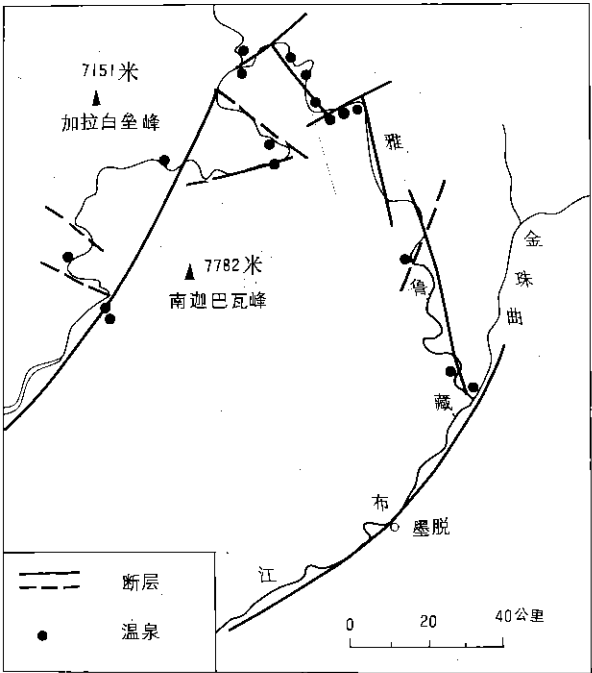 7151米
加拉白垒峰
7782米
南迦巴瓦峰
雅
鲁
藏
布
江
金
珠
曲
墨脱
断层
温泉
0 20 40公里